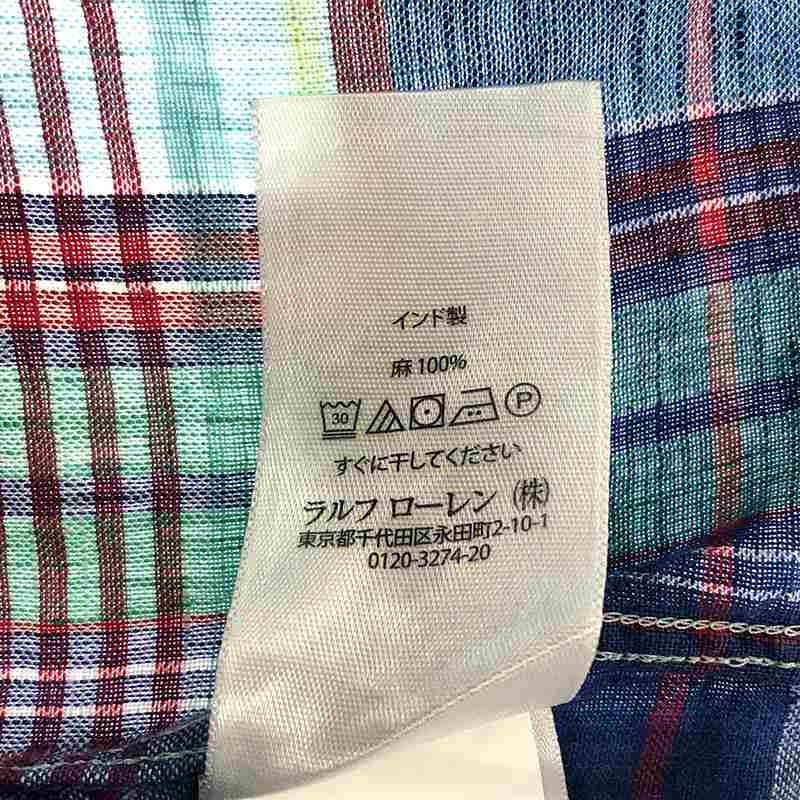 インド製
麻 100%
30 P
すぐに干してください
ラルフ ローレン (株)
東京都千代田区永田町2-10-1
0120-3274-20